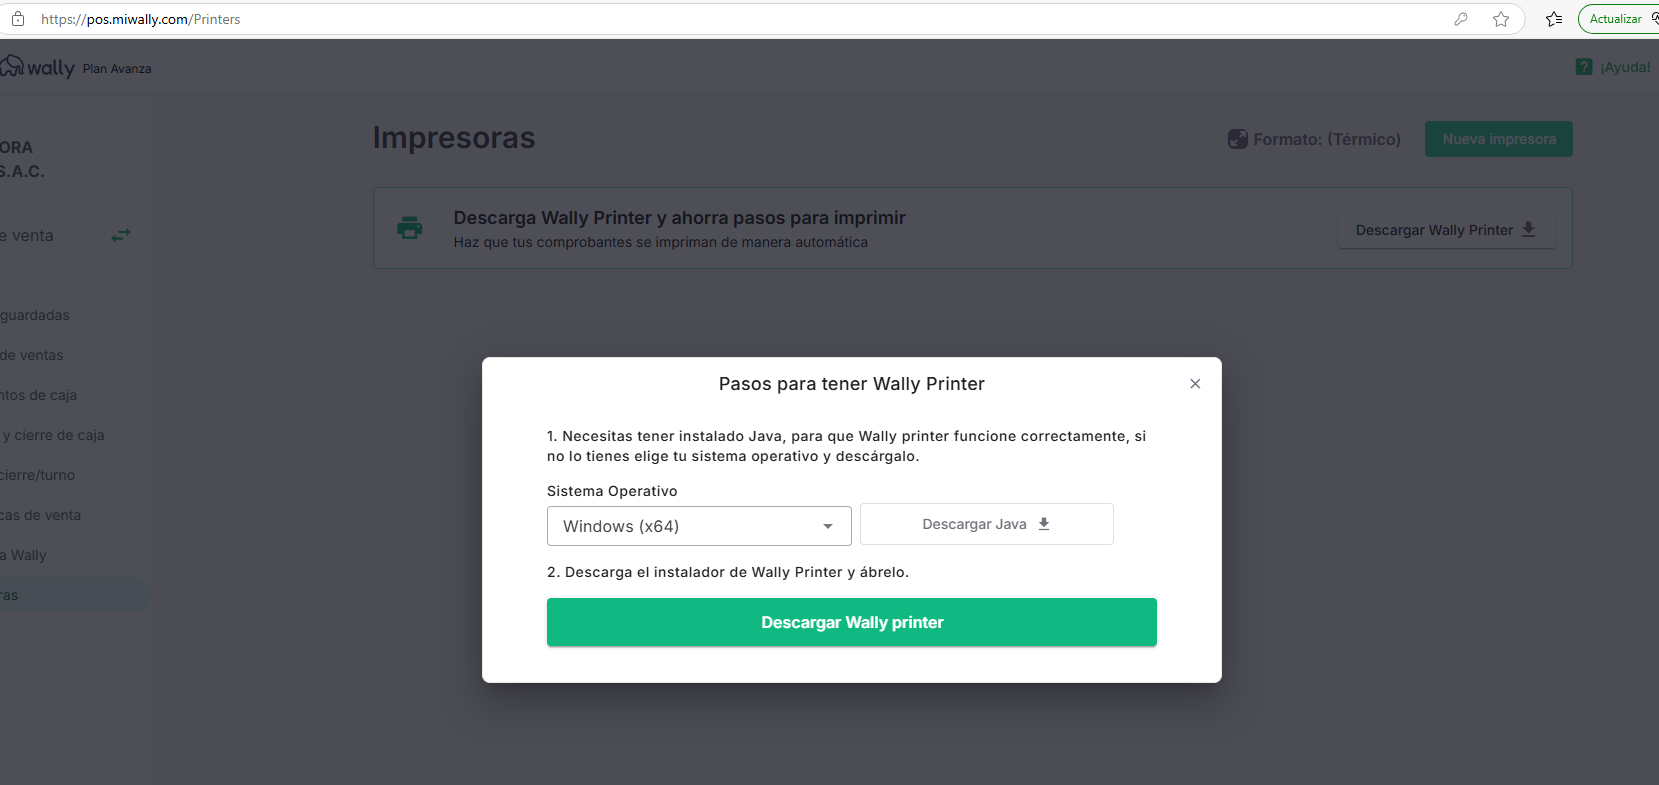 https://pos.miwally.com/Printers
Actualizar
wally Plan Avanza
¡Ayuda!
ORA
S.A.C.
Impresoras
Formato: (Térmico)
Nueva impresora
Descarga Wally Printer y ahorra pasos para imprimir
Haz que tus comprobantes se impriman de manera automática
Descargar Wally Printer
e venta
guardadas
de ventas
ntos de caja
y cierre de caja
cierre/turno
cas de venta
a Wally
ras
Pasos para tener Wally Printer
1. Necesitas tener instalado Java, para que Wally printer funcione correctamente, si
no lo tienes elige tu sistema operativo y descárgalo.
Sistema Operativo
Windows (x64)
Descargar Java
2. Descarga el instalador de Wally Printer y ábrelo.
Descargar Wally printer